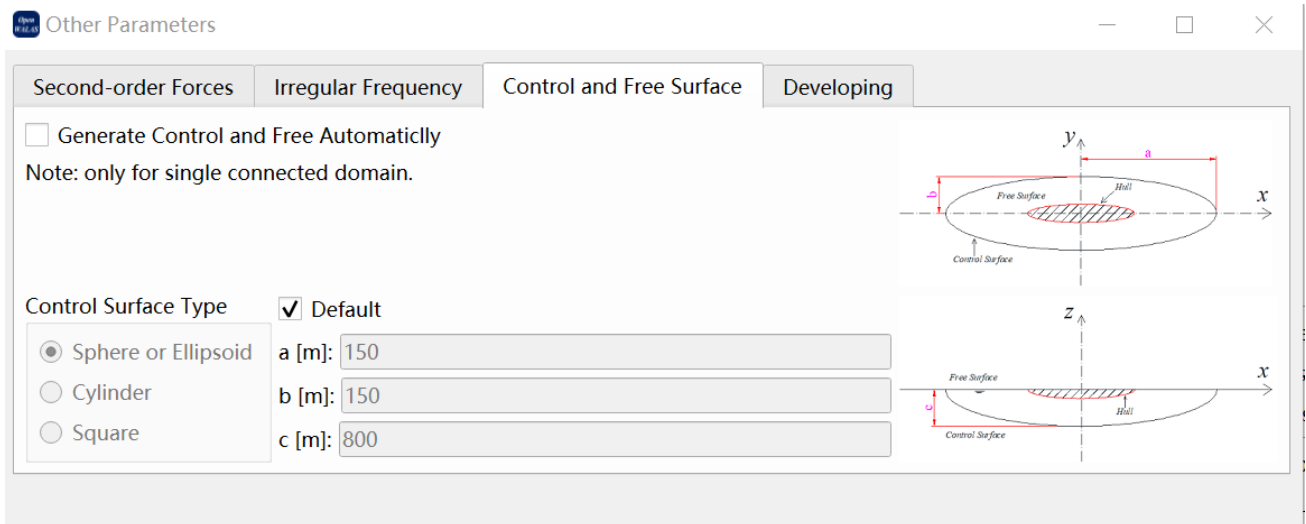 Open
WALAS
Other Parameters
Second-order Forces
Irregular Frequency
Control and Free Surface
Developing
Generate Control and Free Automaticlly
Note: only for single connected domain.
y
a
b
Free Surface
Hull
x
Control Surface
Control Surface Type
Default
Sphere or Ellipsoid
Cylinder
Square
a [m]: 150
b [m]: 150
c [m]: 800
z
x
Free Surface
c
Hull
Control Surface